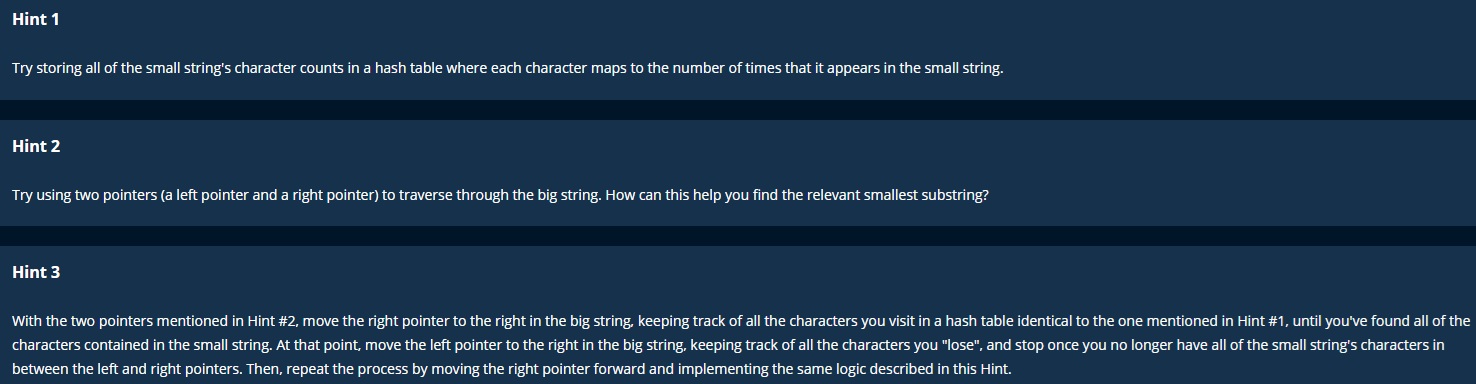 Hint 1
Try storing all of the small string's character counts in a hash table where each character maps to the number of times that it appears in the small string.
Hint 2
Try using two pointers (a left pointer and a right pointer) to traverse through the big string. How can this help you find the relevant smallest substring?
Hint 3
With the two pointers mentioned in Hint #2, move the right pointer to the right in the big string, keeping track of all the characters you visit in a hash table identical to the one mentioned in Hint #1, until you've found all of the
characters contained in the small string. At that point, move the left pointer to the right in the big string, keeping track of all the characters you "lose", and stop once you no longer have all of the small string's characters in
between the left and right pointers. Then, repeat the process by moving the right pointer forward and implementing the same logic described in this Hint.